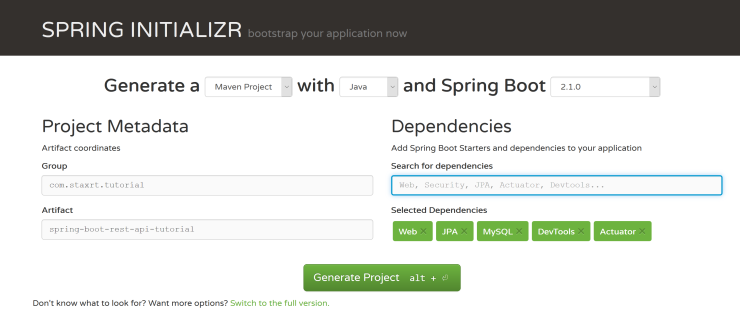 SPRING INITIALIZR bootstrap your application now
Generate a Maven Project with Java and Spring Boot 2.1.0
Project Metadata
Artifact coordinates
Group
com.staxrt.tutorial
Artifact
spring-boot-rest-api-tutorial
Dependencies
Add Spring Boot Starters and dependencies to your application
Search for dependencies
Web, Security, JPA, Actuator, Devtools...
Selected Dependencies
Web × JPA × MySQL × DevTools × Actuator ×
Generate Project alt + ⏎
Don't know what to look for? Want more options? Switch to the full version.